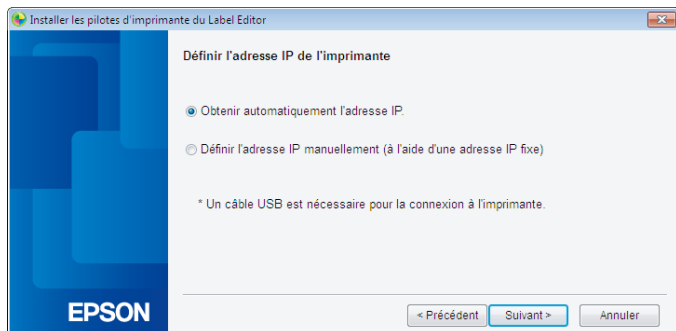 Installer les pilotes d'imprimante du Label Editor
Définir l'adresse IP de l'imprimante
Obtenir automatiquement l'adresse IP.
Définir l'adresse IP manuellement (à l'aide d'une adresse IP fixe)
* Un câble USB est nécessaire pour la connexion à l'imprimante.
EPSON
< Précédent Suivant > Annuler